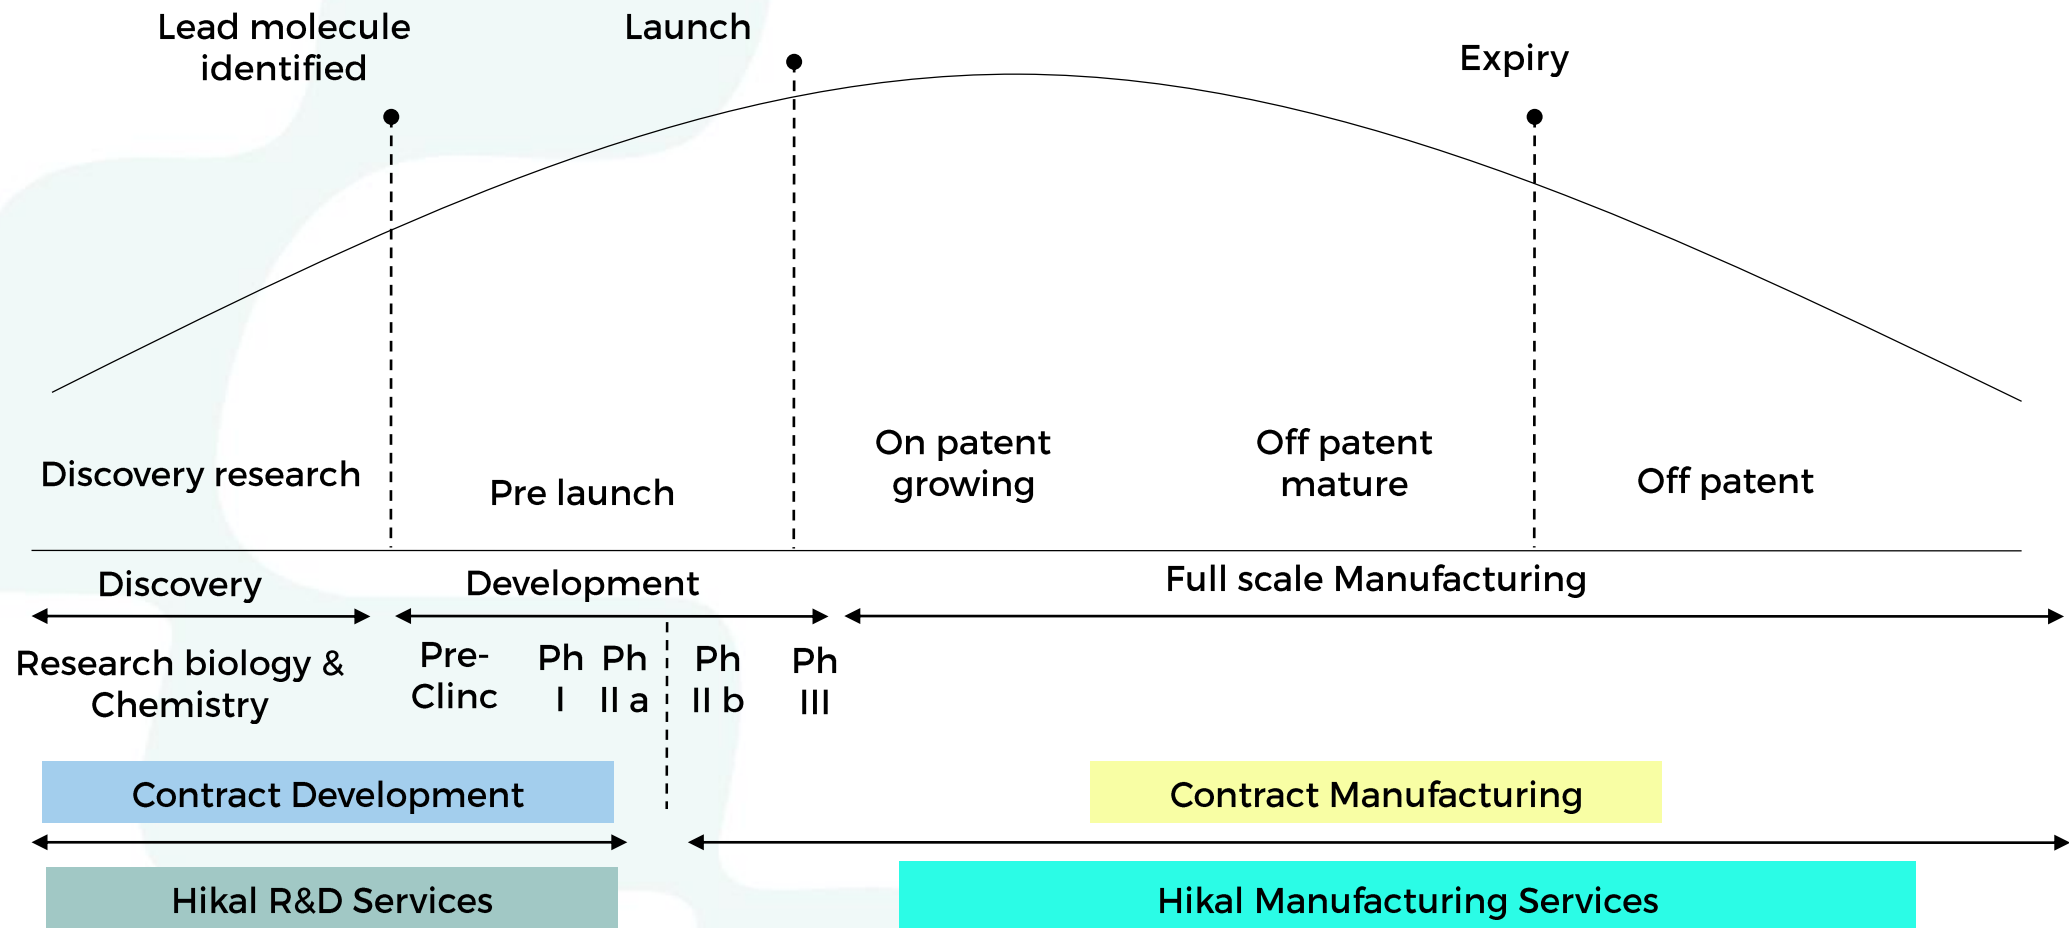 Lead molecule
identified
Launch
Expiry
Discovery research
Pre launch
On patent
growing
Off patent
mature
Off patent
Discovery
Development
Full scale Manufacturing
Research biology &
Chemistry
Pre-
Clinc
Ph
I
Ph
II a
Ph
II b
Ph
III
Contract Development
Contract Manufacturing
Hikal R&D Services
Hikal Manufacturing Services